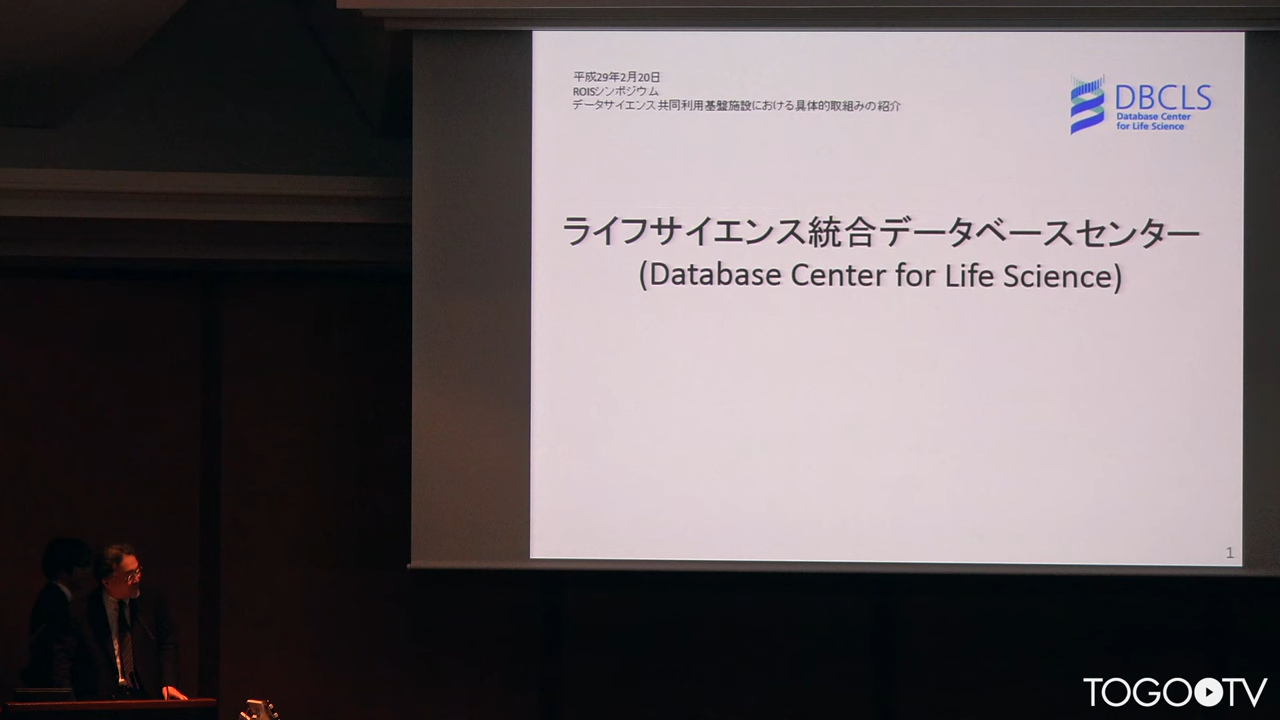 平成29年2月20日
ROISシンポジウム
データサイエンス共同利用基盤施設における具体的取組みの紹介
DBCLS
Database Center
for Life Science
ライフサイエンス統合データベースセンター
(Database Center for Life Science)
1
TOGO TV